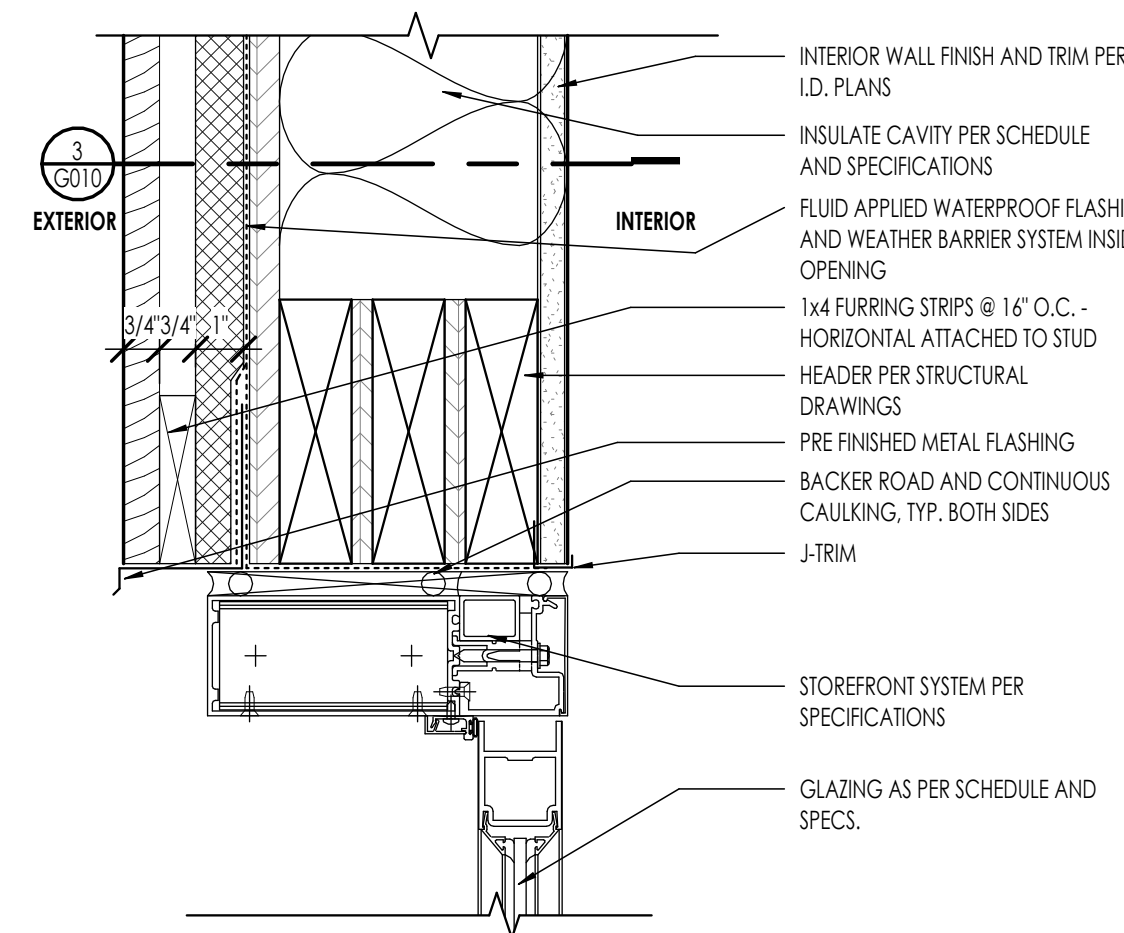 INTERIOR WALL FINISH AND TRIM PER
I.D. PLANS
INSULATE CAVITY PER SCHEDULE
AND SPECIFICATIONS
3
G010
EXTERIOR
INTERIOR
FLUID APPLIED WATERPROOF FLASHI
AND WEATHER BARRIER SYSTEM INSID
OPENING
3/4" 3/4" 1"
1x4 FURRING STRIPS @ 16" O.C. -
HORIZONTAL ATTACHED TO STUD
HEADER PER STRUCTURAL
DRAWINGS
PRE FINISHED METAL FLASHING
BACKER ROAD AND CONTINUOUS
CAULKING, TYP. BOTH SIDES
J-TRIM
STOREFRONT SYSTEM PER
SPECIFICATIONS
GLAZING AS PER SCHEDULE AND
SPECS.